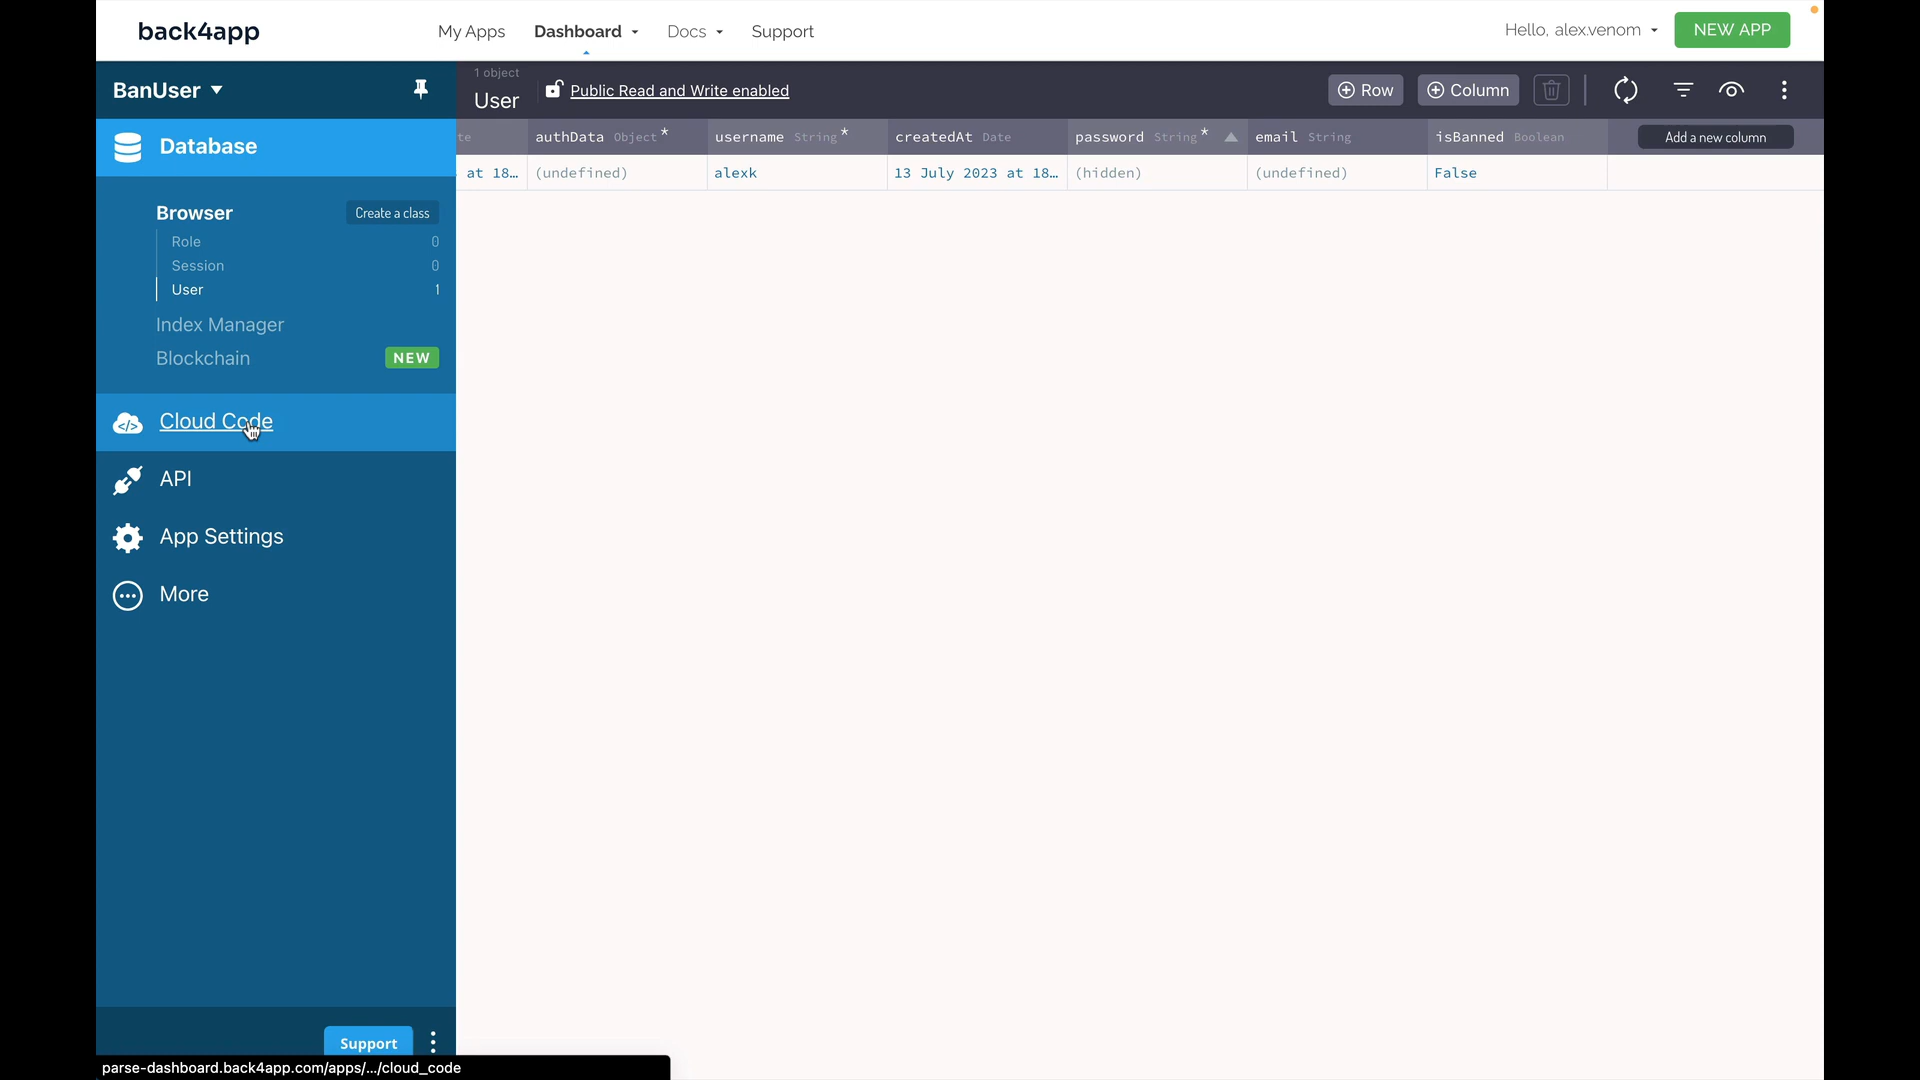 back4app
My Apps
Dashboard
Docs
Support
Hello, alex.venom
NEW APP
BanUser
1 object
User
Public Read and Write enabled
Row
Column
Database
te
authData Object*
username String*
createdAt Date
password String*
email String
isBanned Boolean
Add a new column
at 18…
(undefined)
alexk
13 July 2023 at 18…
(hidden)
(undefined)
False
Browser
Create a class
Role 0
Session 0
User 1
Index Manager
Blockchain NEW
Cloud Code
API
App Settings
More
Support
parse-dashboard.back4app.com/apps/.../cloud_code